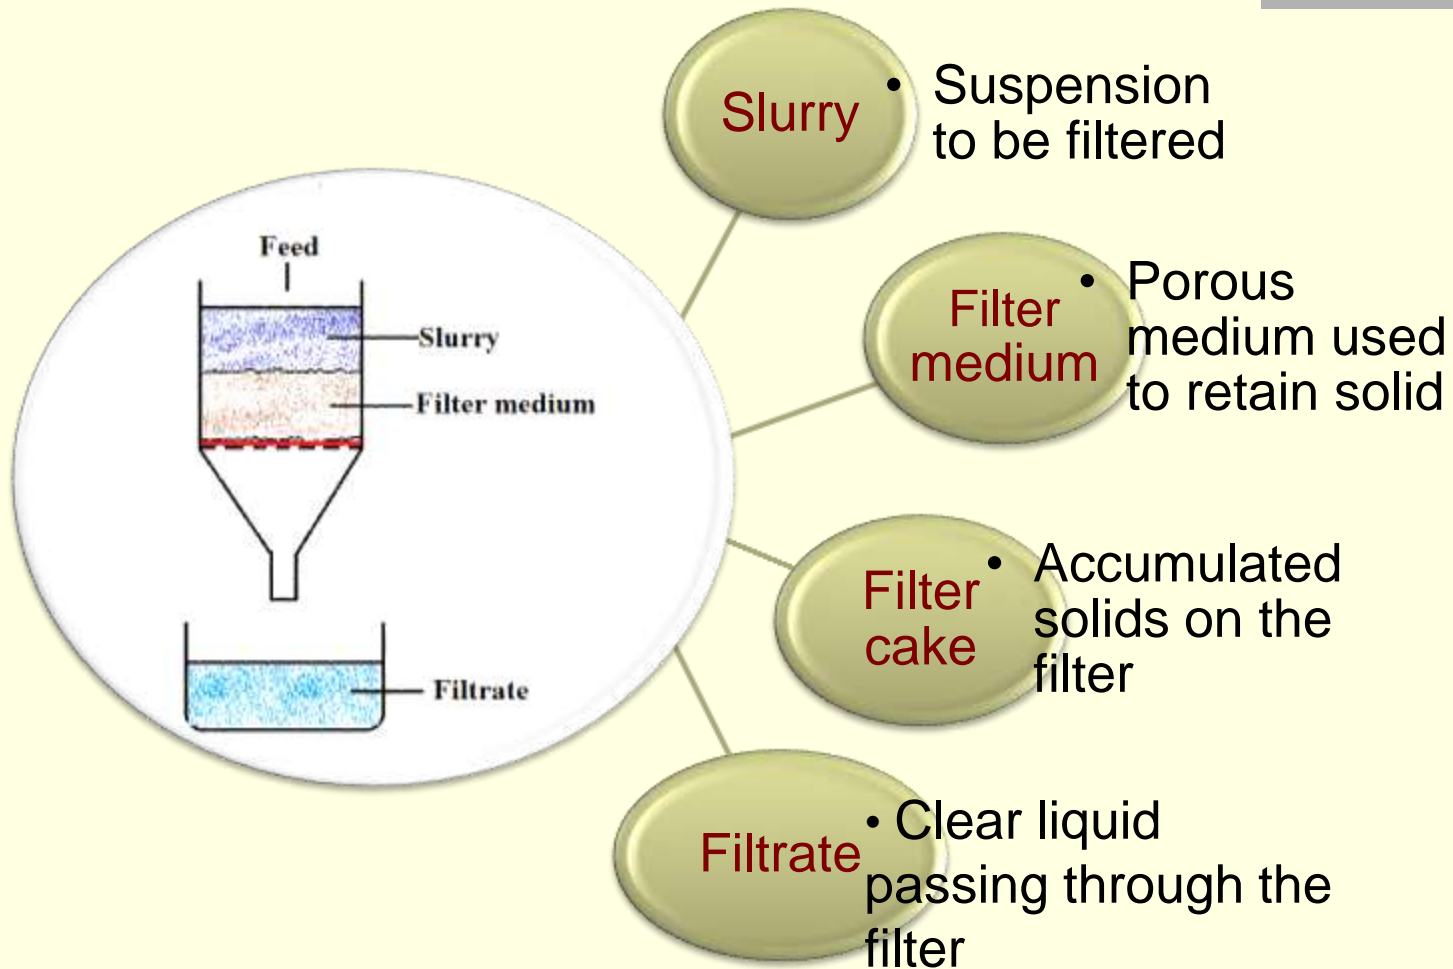 Feed
Slurry
Filter medium
Filtrate
Slurry
• Suspension
to be filtered
Filter
medium
• Porous
medium used
to retain solid
Filter
cake
• Accumulated
solids on the
filter
Filtrate
• Clear liquid
passing through the
filter